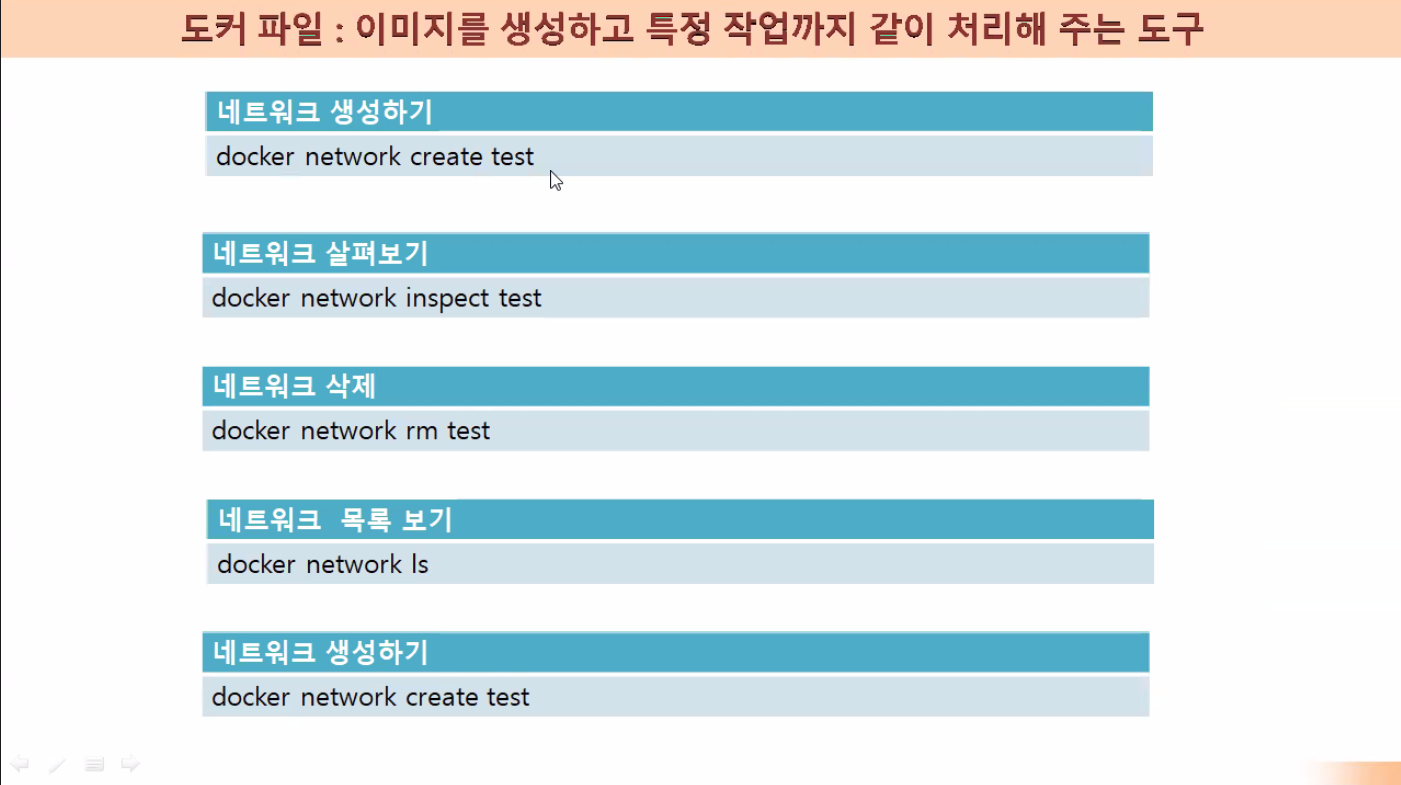 도커 파일 : 이미지를 생성하고 특정 작업까지 같이 처리해 주는 도구
네트워크 생성하기
docker network create test
네트워크 살펴보기
docker network inspect test
네트워크 삭제
docker network rm test
네트워크 목록 보기
docker network ls
네트워크 생성하기
docker network create test